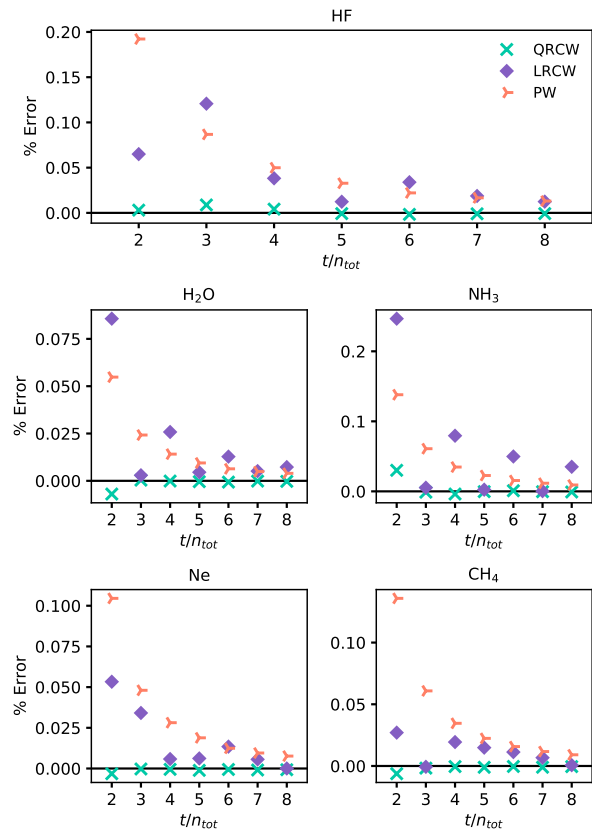 HF
% Error
0.20
0.15
0.10
0.05
0.00
QRCW
LRCW
PW
2 3 4 5 6 7 8
t/n_tot
H₂O
% Error
0.075
0.050
0.025
0.000
2 3 4 5 6 7 8
t/n_tot
NH₃
0.2
0.1
0.0
2 3 4 5 6 7 8
t/n_tot
Ne
% Error
0.100
0.075
0.050
0.025
0.000
2 3 4 5 6 7 8
t/n_tot
CH₄
0.10
0.05
0.00
2 3 4 5 6 7 8
t/n_tot